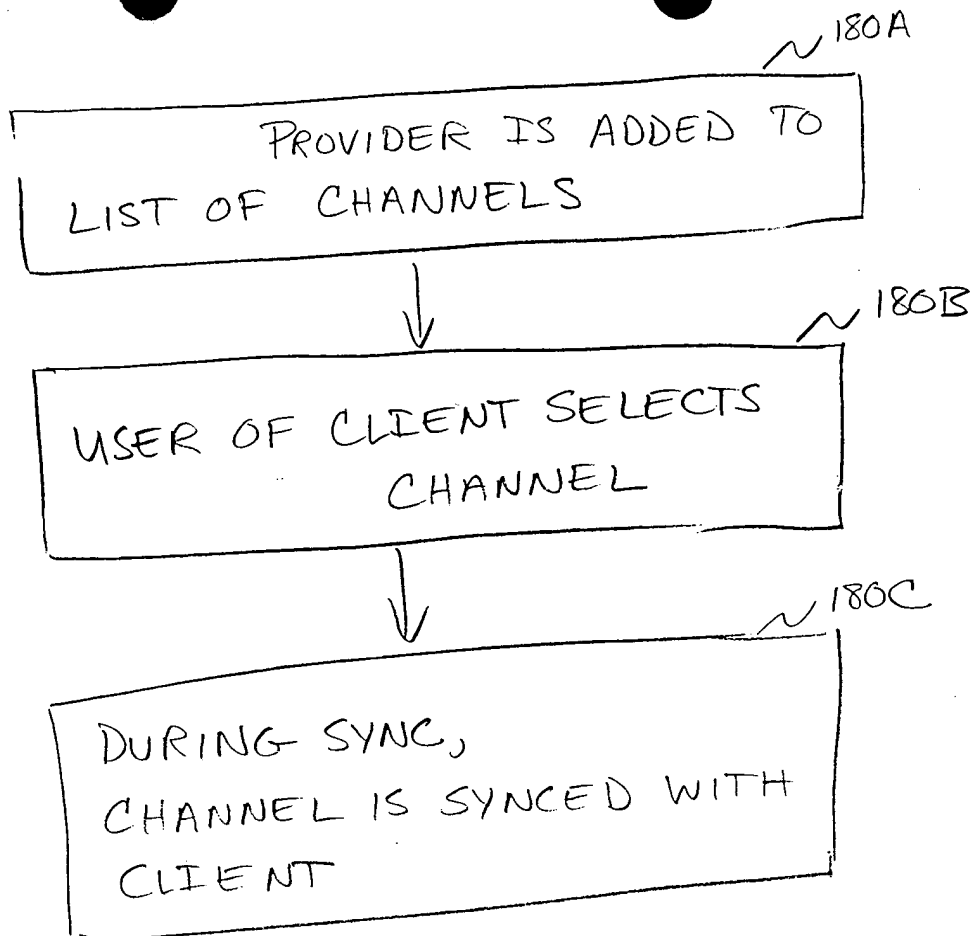 180A
PROVIDER IS ADDED TO
LIST OF CHANNELS
180B
USER OF CLIENT SELECTS
CHANNEL
180C
DURING SYNC,
CHANNEL IS SYNCED WITH
CLIENT